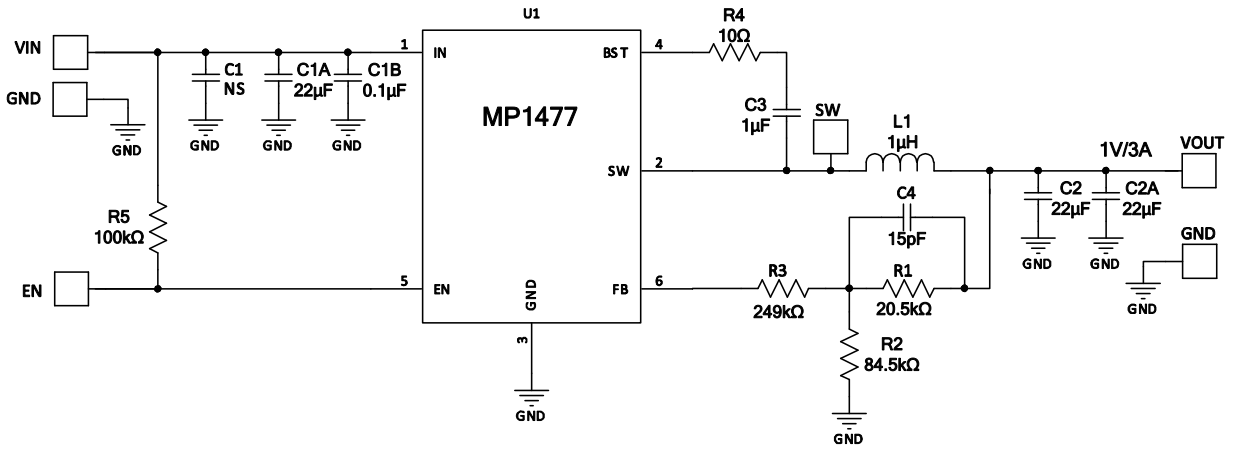 U1
VIN
GND
GND
C1
NS
GND
C1A
22µF
GND
C1B
0.1µF
GND
1
IN
MP1477
BST
4
R4
10Ω
C3
1µF
SW
SW
2
L1
1µH
1V/3A
VOUT
C2
22µF
GND
C2A
22µF
GND
GND
GND
C4
15pF
R5
100kΩ
EN
5
EN
GND
3
GND
FB
6
R3
249kΩ
R1
20.5kΩ
R2
84.5kΩ
GND